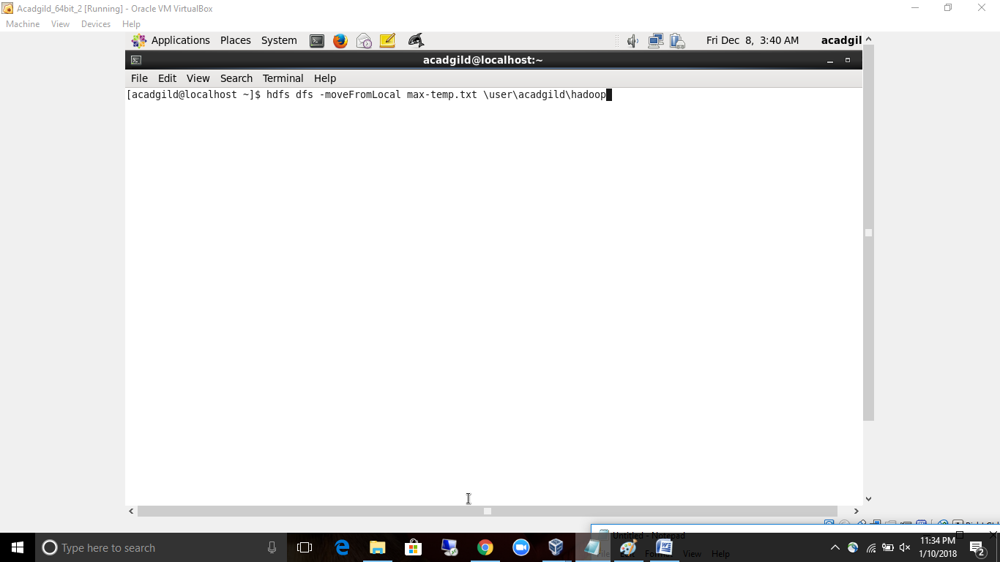 Acadgild_64bit_2 [Running] - Oracle VM VirtualBox
Machine View Devices Help
Applications Places System Fri Dec 8, 3:40 AM acadgil
acadgild@localhost:~
File Edit View Search Terminal Help
[acadgild@localhost ~]$ hdfs dfs -moveFromLocal max-temp.txt \user\acadgild\hadoop
Untitled - Notepad
View Help
Type here to search
11:34 PM
1/10/2018
2